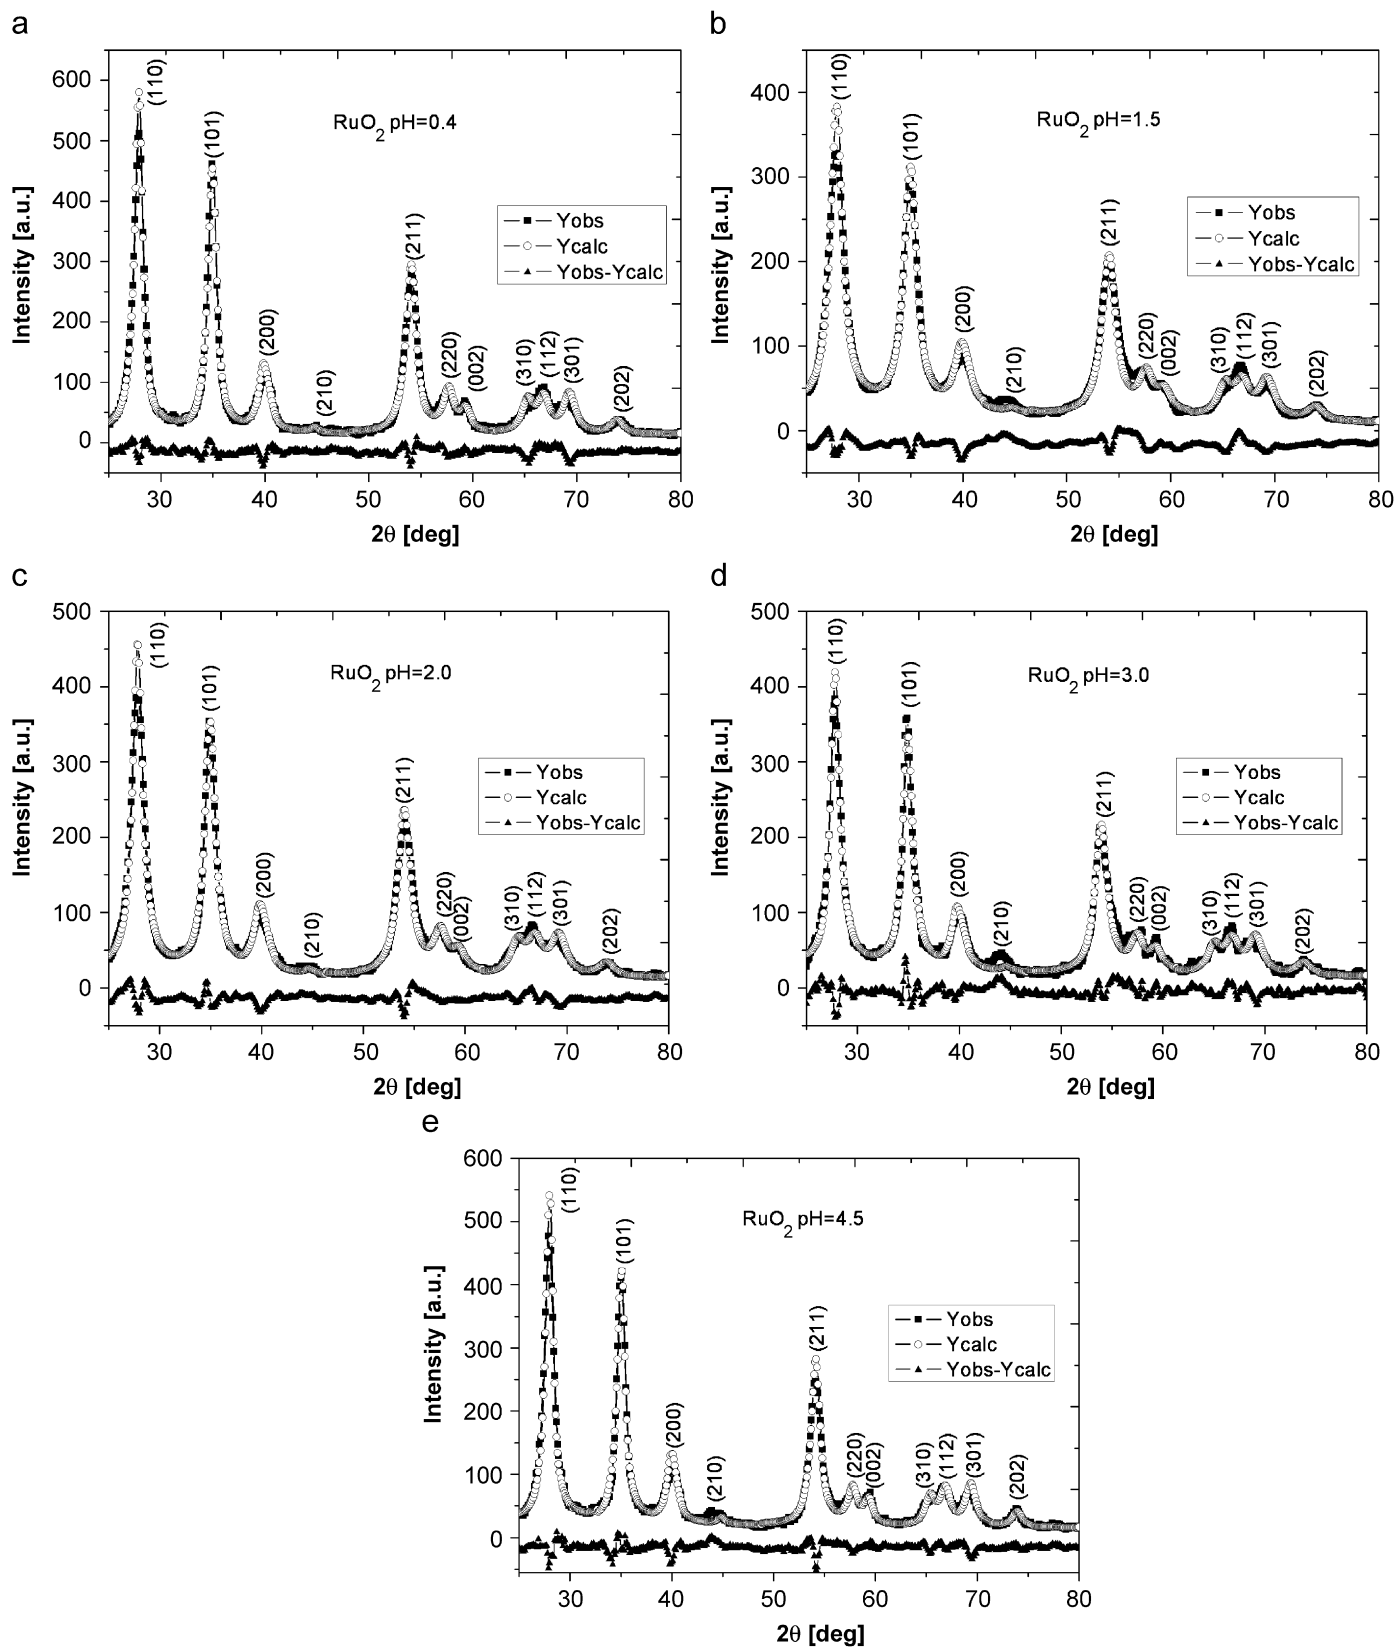 a
RuO2 pH=0.4
Intensity [a.u.]
600
500
400
300
200
100
0
(110)
(101)
(200)
(210)
(211)
(220)
(002)
(310)
(112)
(301)
(202)
Yobs
Ycalc
Yobs-Ycalc
30 40 50 60 70 80
2θ [deg]
b
RuO2 pH=1.5
Intensity [a.u.]
400
300
200
100
0
(110)
(101)
(200)
(210)
(211)
(220)
(002)
(310)
(112)
(301)
(202)
Yobs
Ycalc
Yobs-Ycalc
30 40 50 60 70 80
2θ [deg]
c
RuO2 pH=2.0
Intensity [a.u.]
500
400
300
200
100
0
(110)
(101)
(200)
(210)
(211)
(220)
(002)
(310)
(112)
(301)
(202)
Yobs
Ycalc
Yobs-Ycalc
30 40 50 60 70 80
2θ [deg]
d
RuO2 pH=3.0
Intensity [a.u.]
500
400
300
200
100
0
(110)
(101)
(200)
(210)
(211)
(220)
(002)
(310)
(112)
(301)
(202)
Yobs
Ycalc
Yobs-Ycalc
30 40 50 60 70 80
2θ [deg]
e
RuO2 pH=4.5
Intensity [a.u.]
600
500
400
300
200
100
0
(110)
(101)
(200)
(210)
(211)
(220)
(002)
(310)
(112)
(301)
(202)
Yobs
Ycalc
Yobs-Ycalc
30 40 50 60 70 80
2θ [deg]